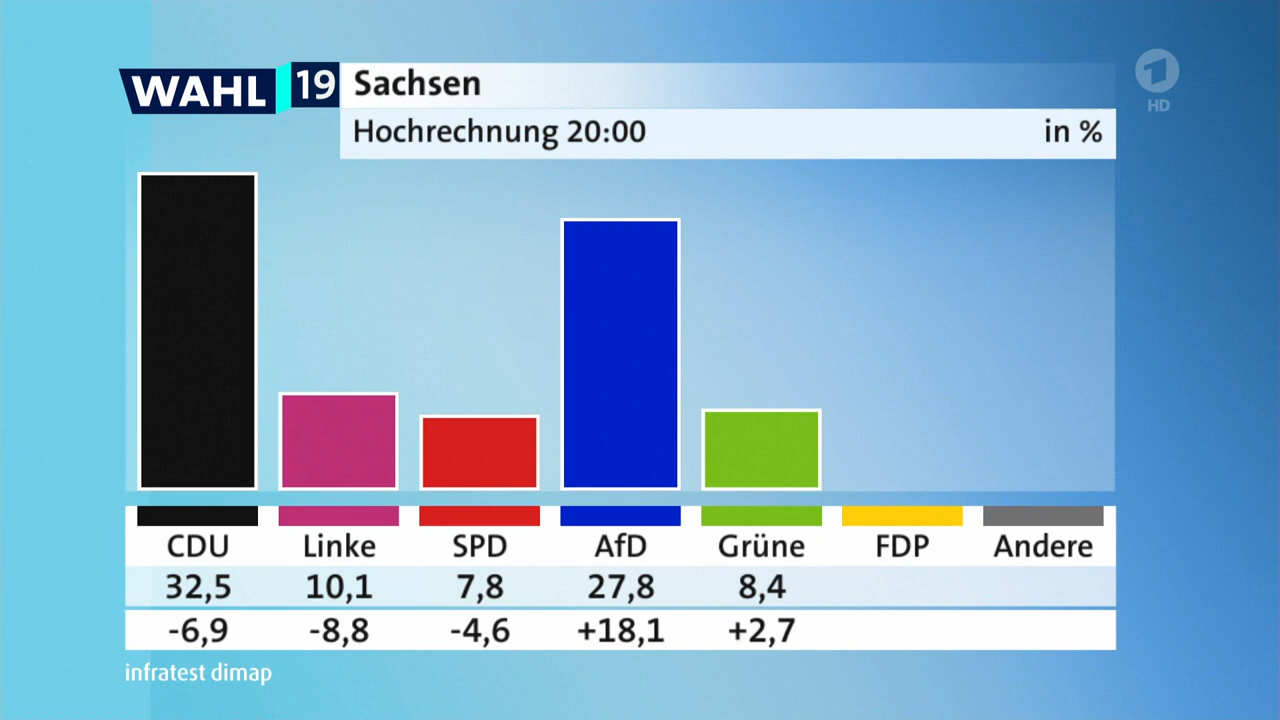 WAHL 19 Sachsen
Hochrechnung 20:00 in %
1
HD
CDU Linke SPD AfD Grüne FDP Andere
32,5 10,1 7,8 27,8 8,4
-6,9 -8,8 -4,6 +18,1 +2,7
infratest dimap